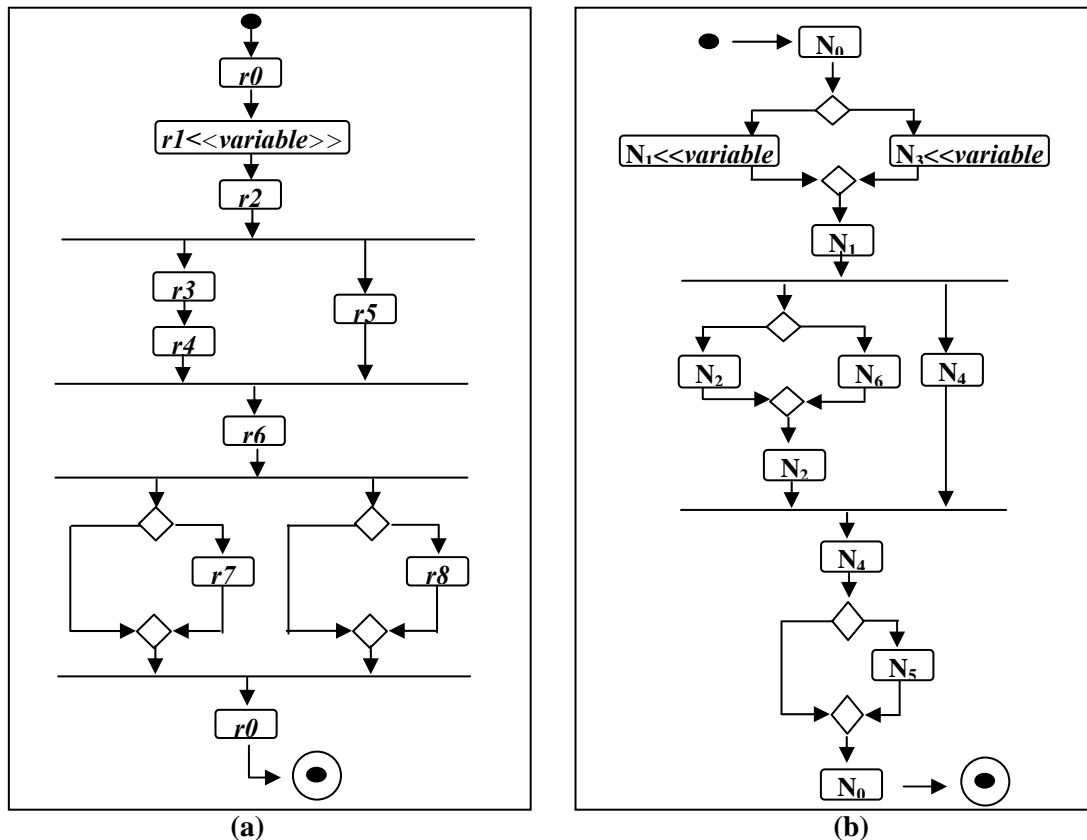 r0
r1<<variable>>
r2
r3
r5
r4
r6
r7
r8
r0
(a)
N₀
N₁<<variable
N₃<<variable
N₁
N₂
N₆
N₄
N₂
N₄
N₅
N₀
(b)